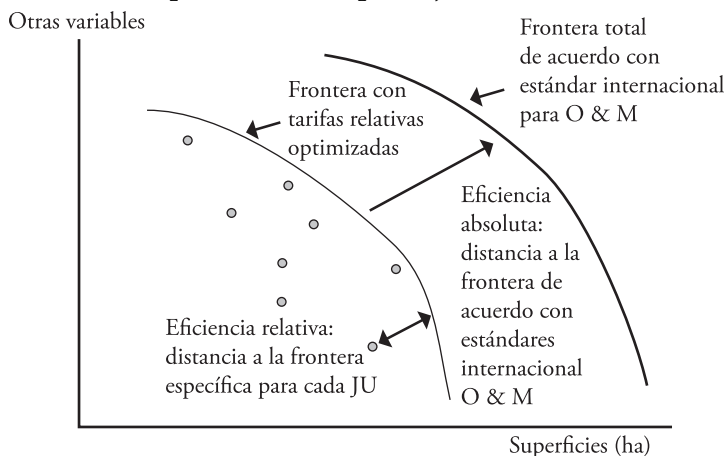 Otras variables
Frontera total
de acuerdo con
estándar internacional
para O & M
Frontera con
tarifas relativas
optimizadas
Eficiencia
absoluta:
distancia a la
frontera de
acuerdo con
estándares
internacional
O & M
Eficiencia relativa:
distancia a la frontera
específica para cada JU
Superficies (ha)